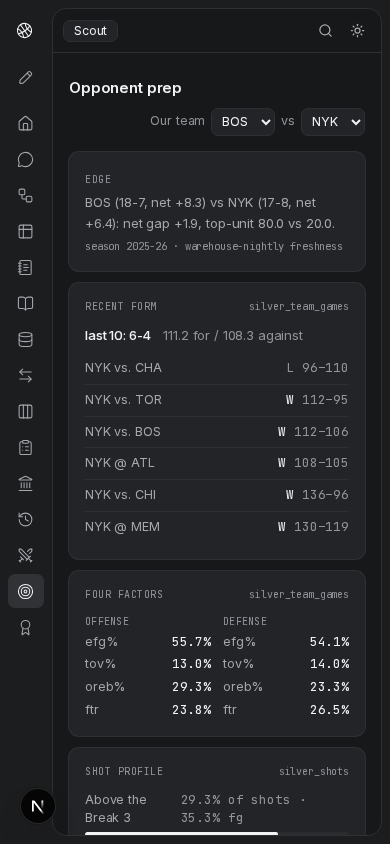 Scout
Opponent prep
Our team BOS vs NYK
EDGE
BOS (18-7, net +8.3) vs NYK (17-8, net
+6.4): net gap +1.9, top-unit 80.0 vs 20.0.
season 2025-26 · warehouse-nightly freshness
RECENT FORM silver_team_games
last 10: 6-4 111.2 for / 108.3 against
NYK vs. CHA L 96–110
NYK vs. TOR W 112–95
NYK vs. BOS W 112–106
NYK @ ATL W 108–105
NYK vs. CHI W 136–96
NYK @ MEM W 130–119
FOUR FACTORS silver_team_games
OFFENSE DEFENSE
efg% 55.7% efg% 54.1%
tov% 13.0% tov% 14.0%
oreb% 29.3% oreb% 23.3%
ftr 23.8% ftr 26.5%
SHOT PROFILE silver_shots
Above the 29.3% of shots ·
Break 3 35.3% fg
N